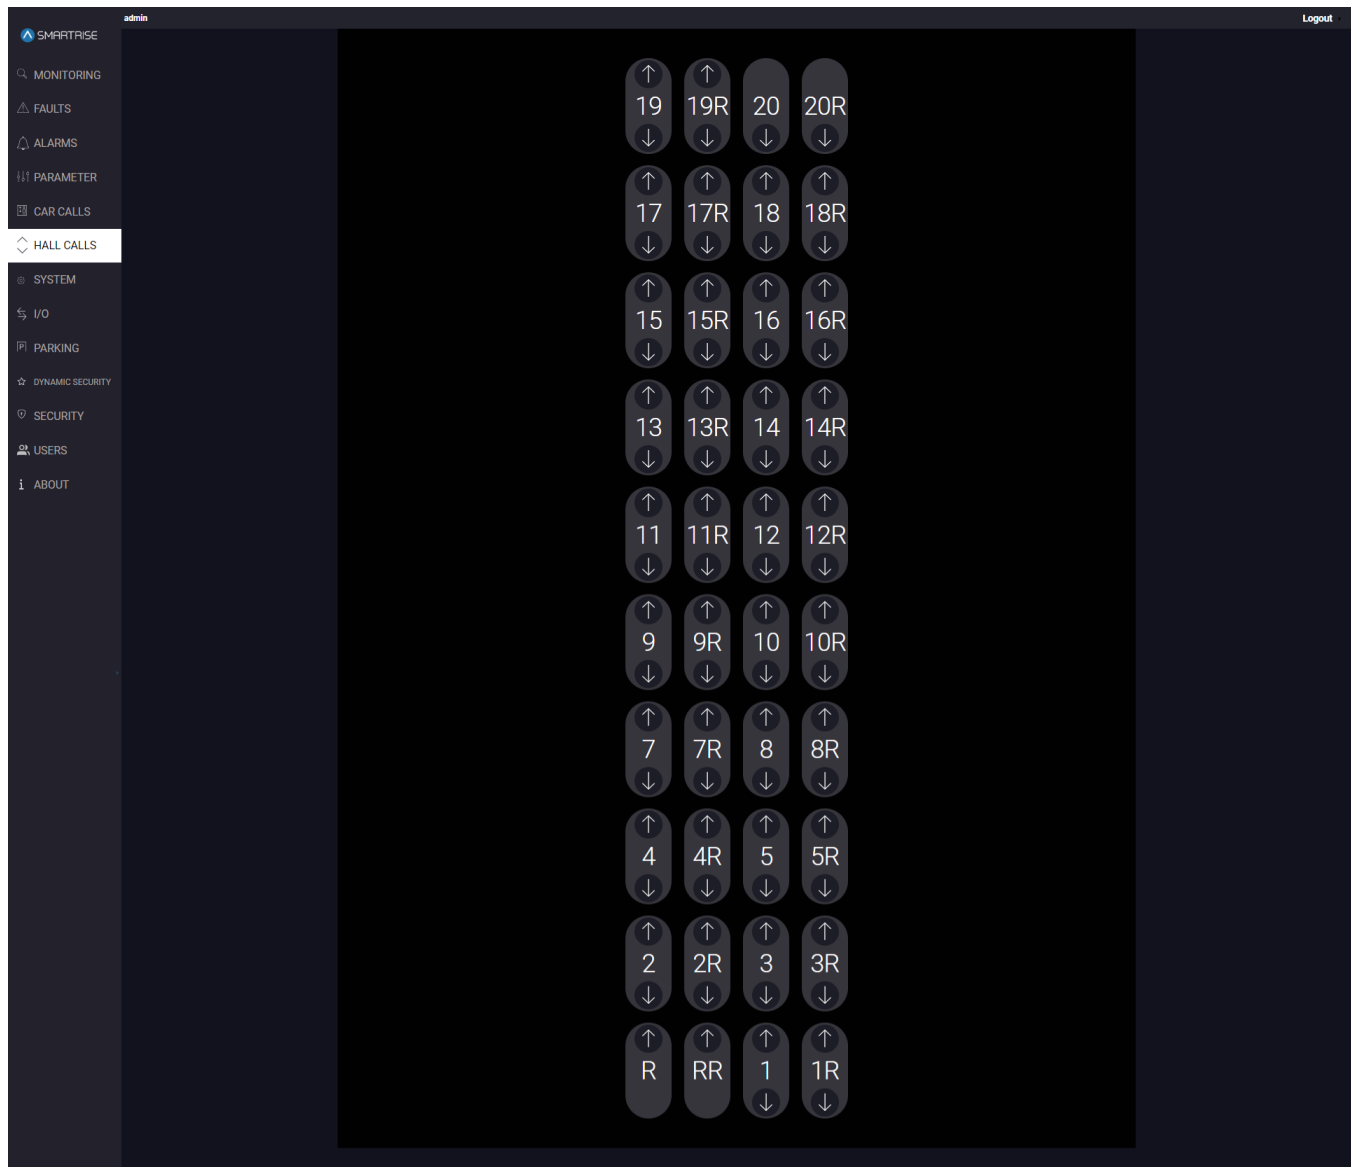 admin
Logout
SMARTRISE
MONITORING
FAULTS
ALARMS
PARAMETER
CAR CALLS
HALL CALLS
SYSTEM
I/O
PARKING
DYNAMIC SECURITY
SECURITY
USERS
ABOUT
19 19R 20 20R
17 17R 18 18R
15 15R 16 16R
13 13R 14 14R
11 11R 12 12R
9 9R 10 10R
7 7R 8 8R
4 4R 5 5R
2 2R 3 3R
R RR 1 1R